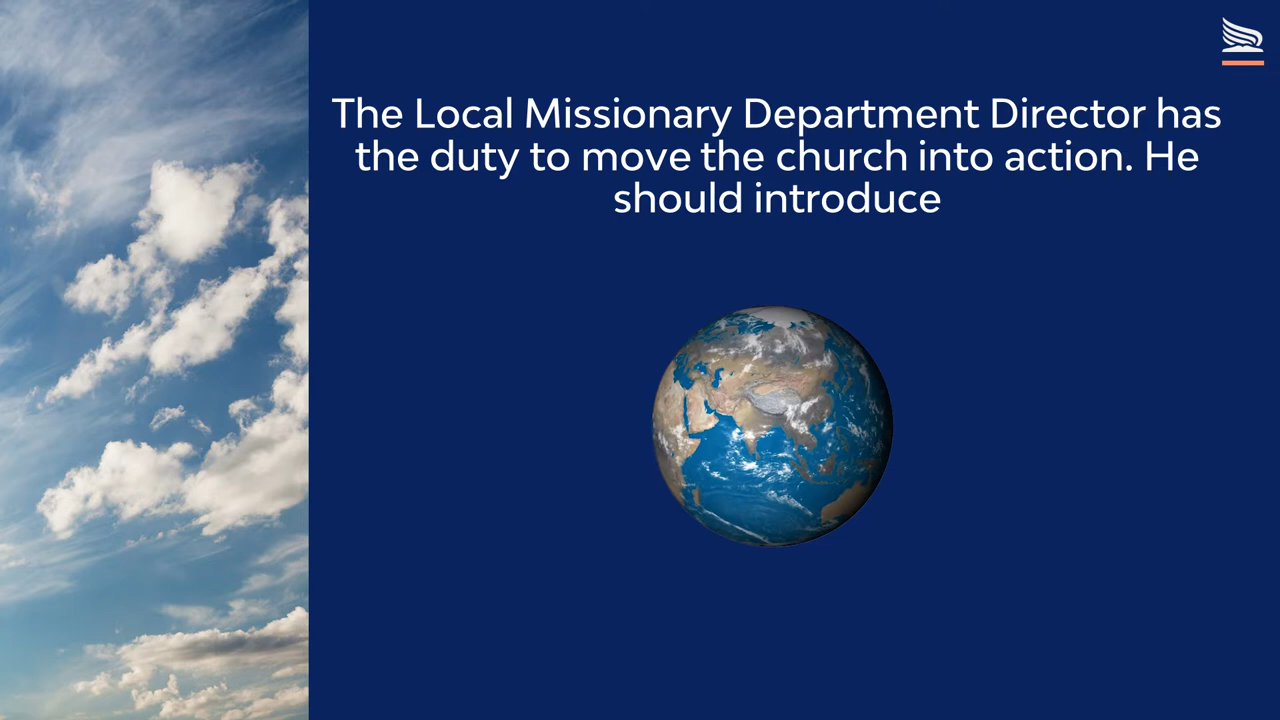 The Local Missionary Department Director has
the duty to move the church into action. He
should introduce